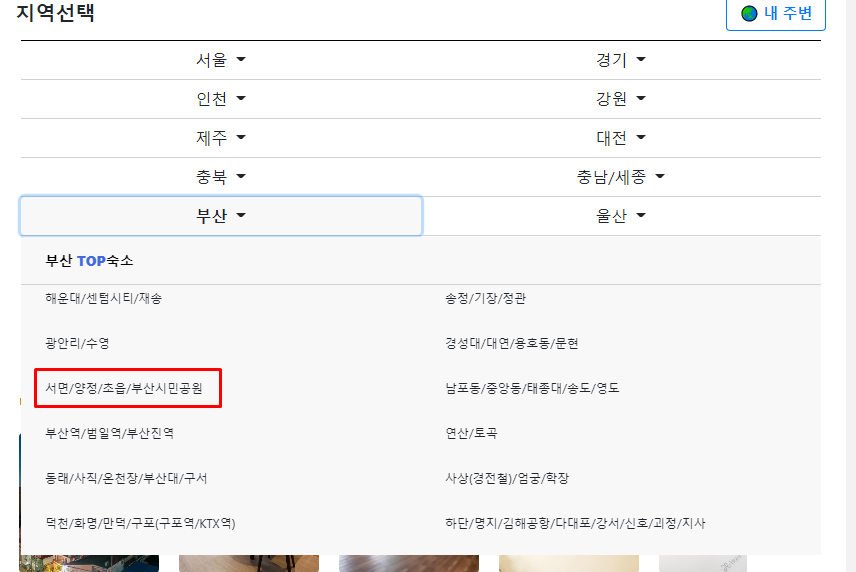 지역선택 내 주변
서울 경기
인천 강원
제주 대전
충북 충남/세종
부산 울산
부산 TOP숙소
해운대/센텀시티/재송 송정/기장/정관
광안리/수영 경성대/대연/용호동/문현
서면/양정/초읍/부산시민공원 남포동/중앙동/태종대/송도/영도
부산역/범일역/부산진역 연산/토곡
동래/사직/온천장/부산대/구서 사상(경전철)/엄궁/학장
덕천/화명/만덕/구포(구포역/KTX역) 하단/명지/김해공항/다대포/강서/신호/괴정/지사